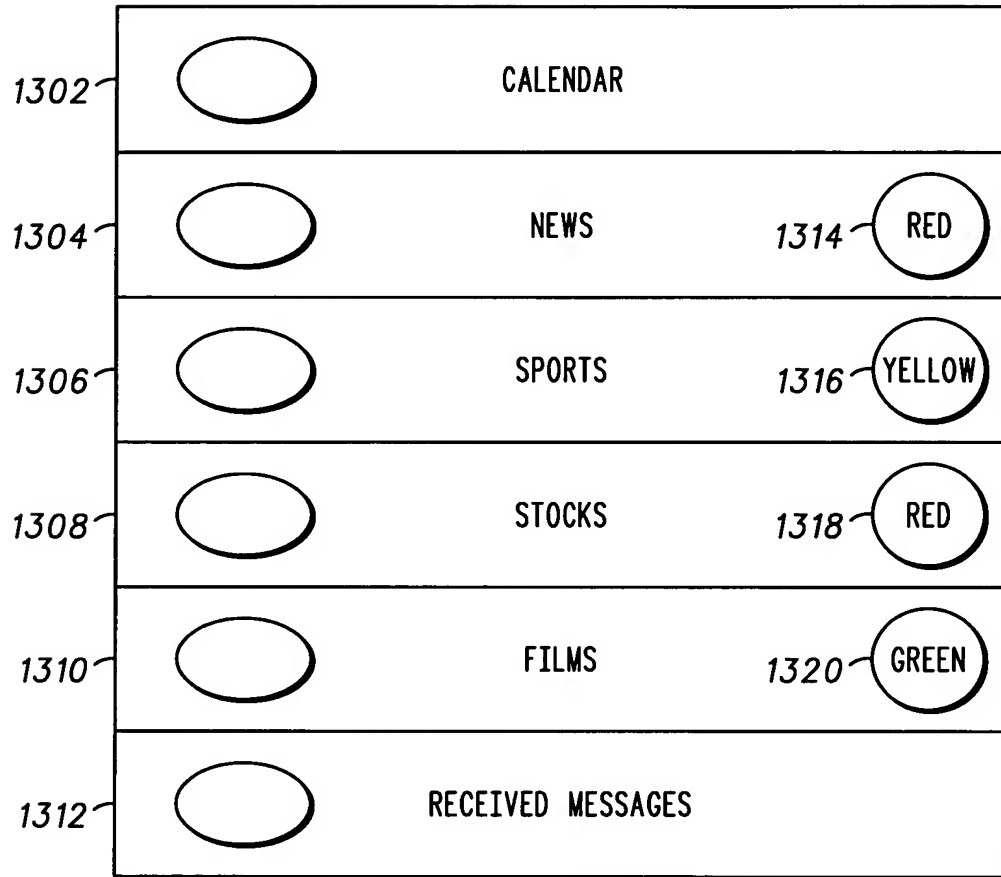 1302 CALENDAR
1304 NEWS 1314 RED
1306 SPORTS 1316 YELLOW
1308 STOCKS 1318 RED
1310 FILMS 1320 GREEN
1312 RECEIVED MESSAGES